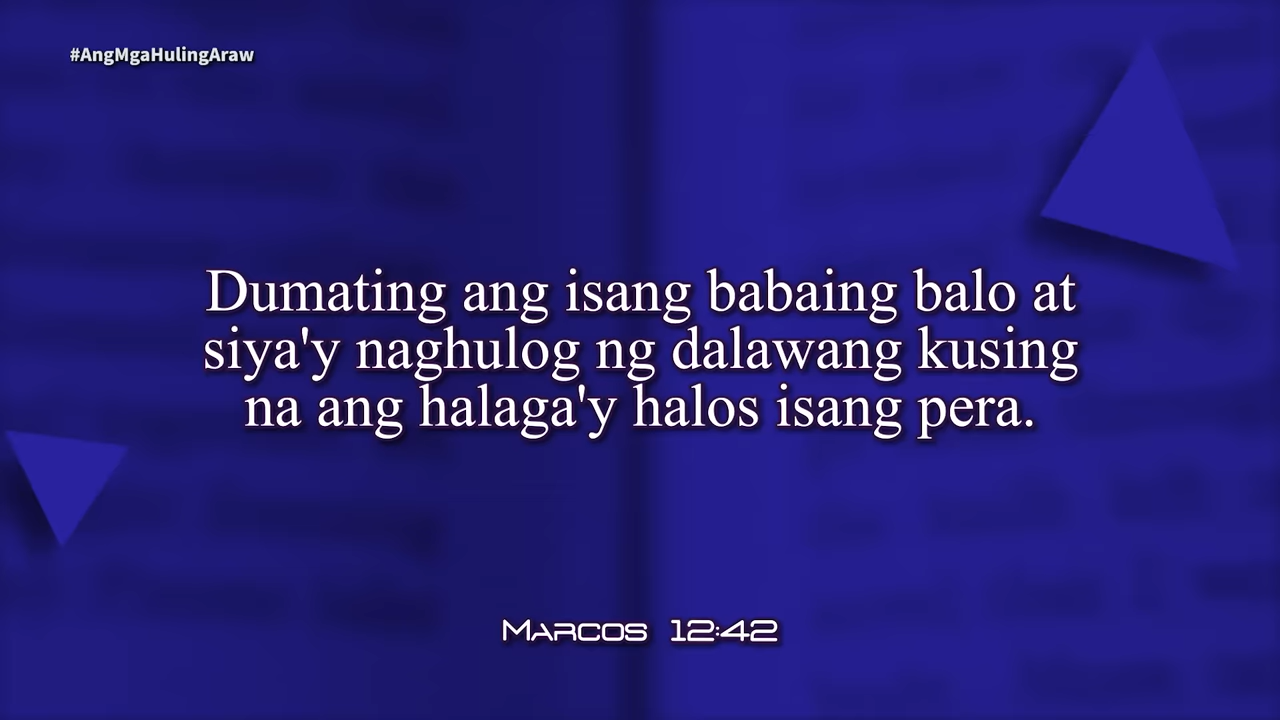 #AngMgaHulingAraw
Dumating ang isang babaing balo at
siya'y naghulog ng dalawang kusing
na ang halaga'y halos isang pera.
Marcos 12:42